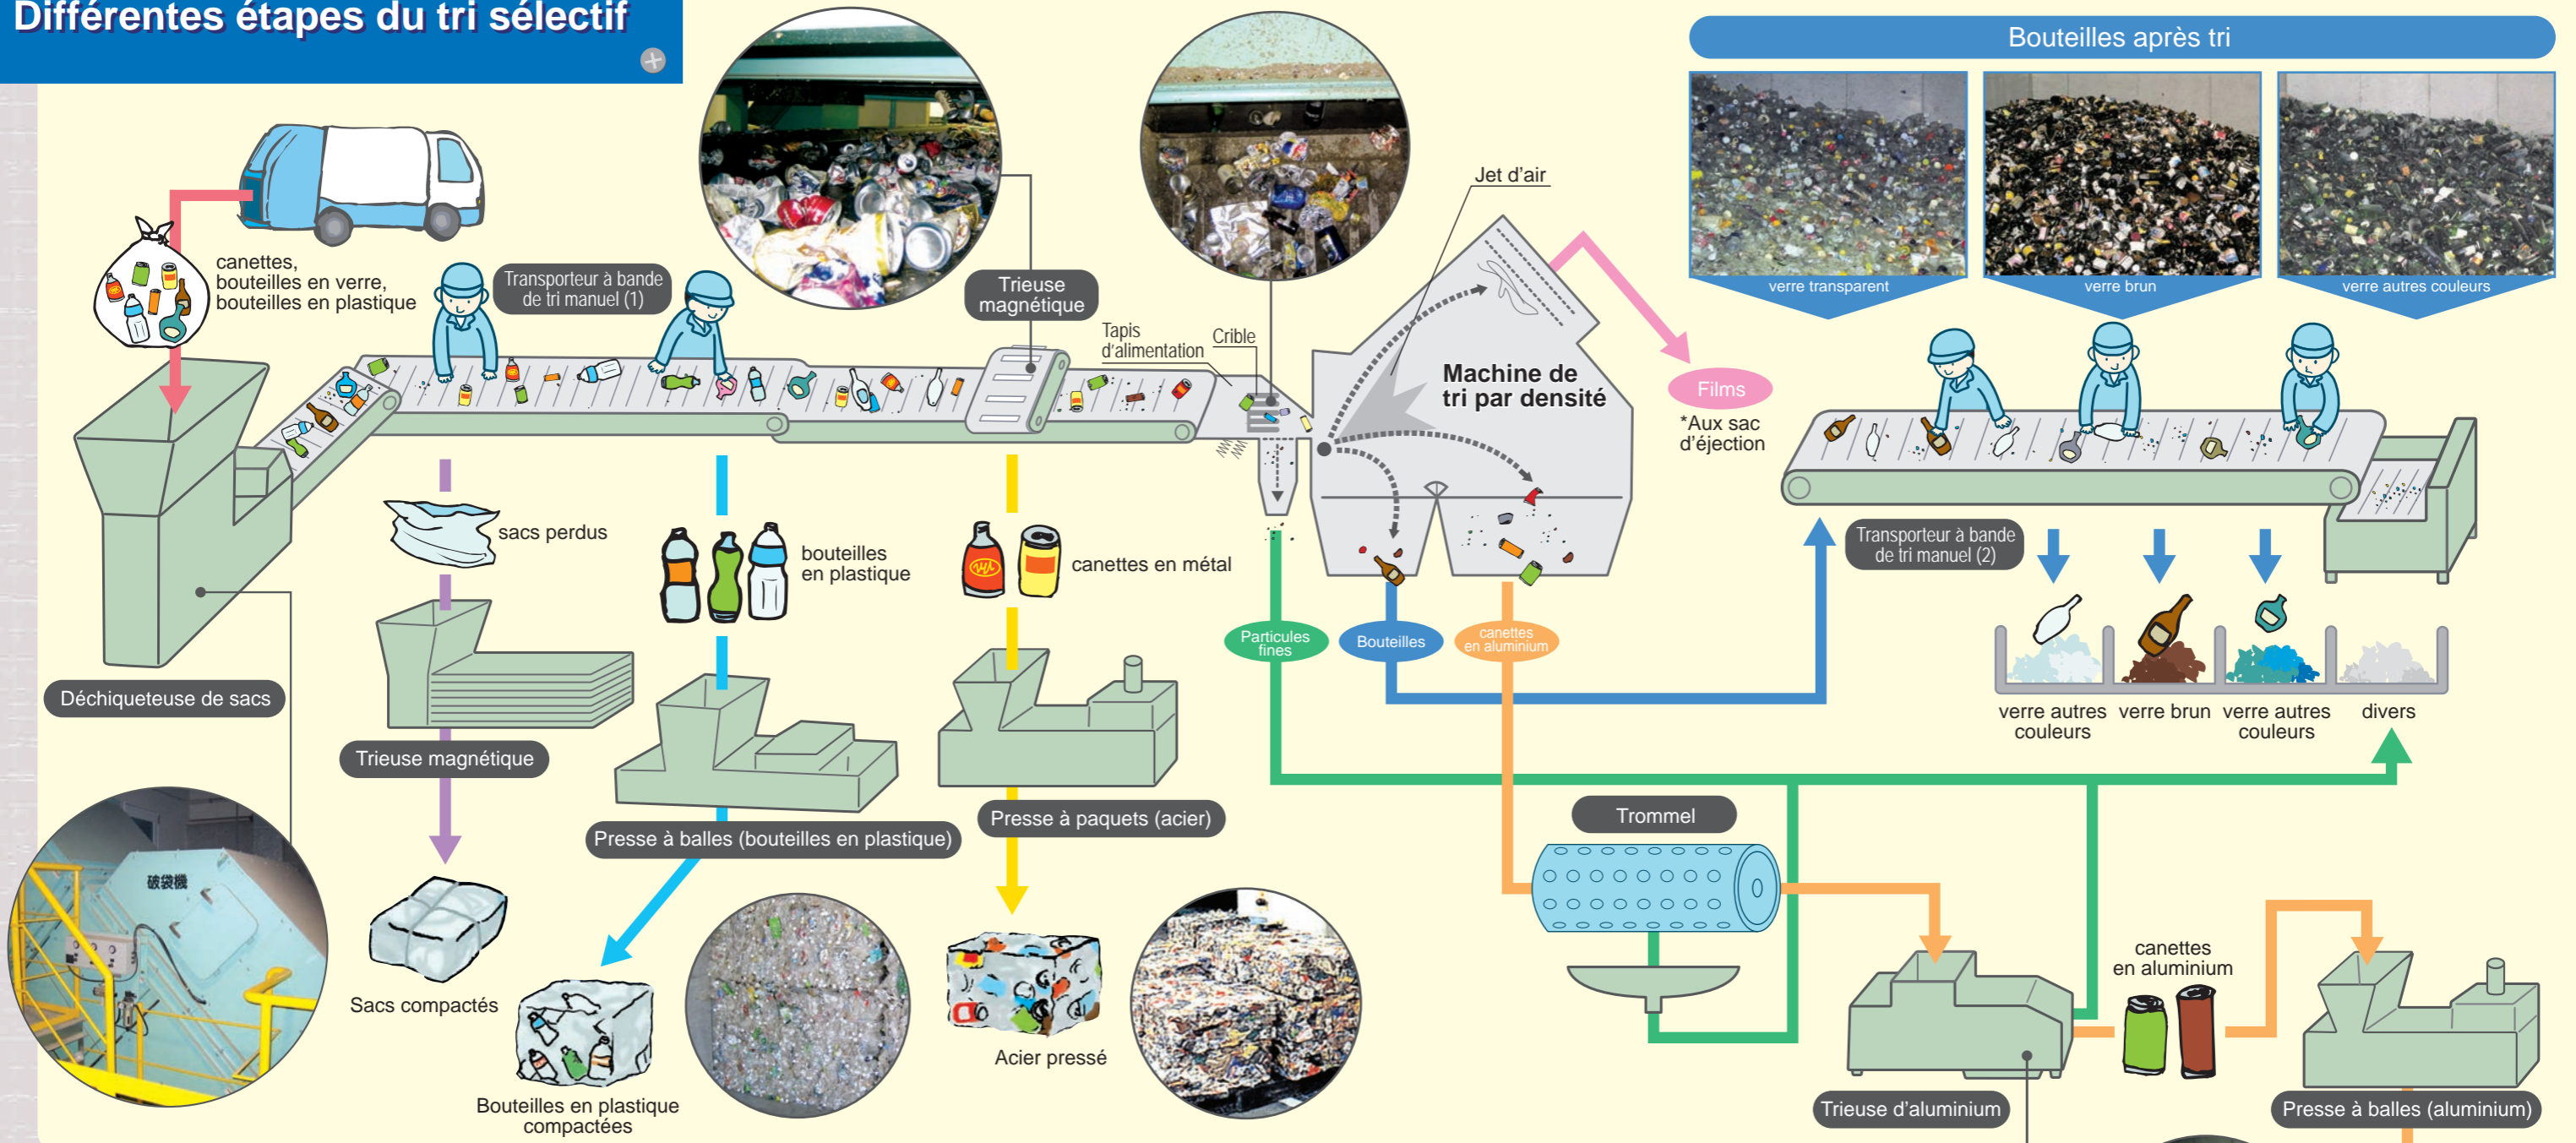 Différentes étapes du tri sélectif
Bouteilles après tri
verre transparent
verre brun
verre autres couleurs
canettes,
bouteilles en verre,
bouteilles en plastique
Transporteur à bande
de tri manuel (1)
Trieuse
magnétique
Tapis
d'alimentation
Crible
Jet d'air
Machine de
tri par densité
Films
*Aux sac
d'éjection
Transporteur à bande
de tri manuel (2)
sacs perdus
bouteilles
en plastique
canettes en métal
Particules
fines
Bouteilles
canettes
en aluminium
verre autres
couleurs
verre brun
verre autres
couleurs
divers
Déchiqueteuse de sacs
Trieuse magnétique
Presse à balles (bouteilles en plastique)
Presse à paquets (acier)
Trommel
破袋機
Sacs compactés
Bouteilles en plastique
compactées
Acier pressé
canettes
en aluminium
Trieuse d'aluminium
Presse à balles (aluminium)